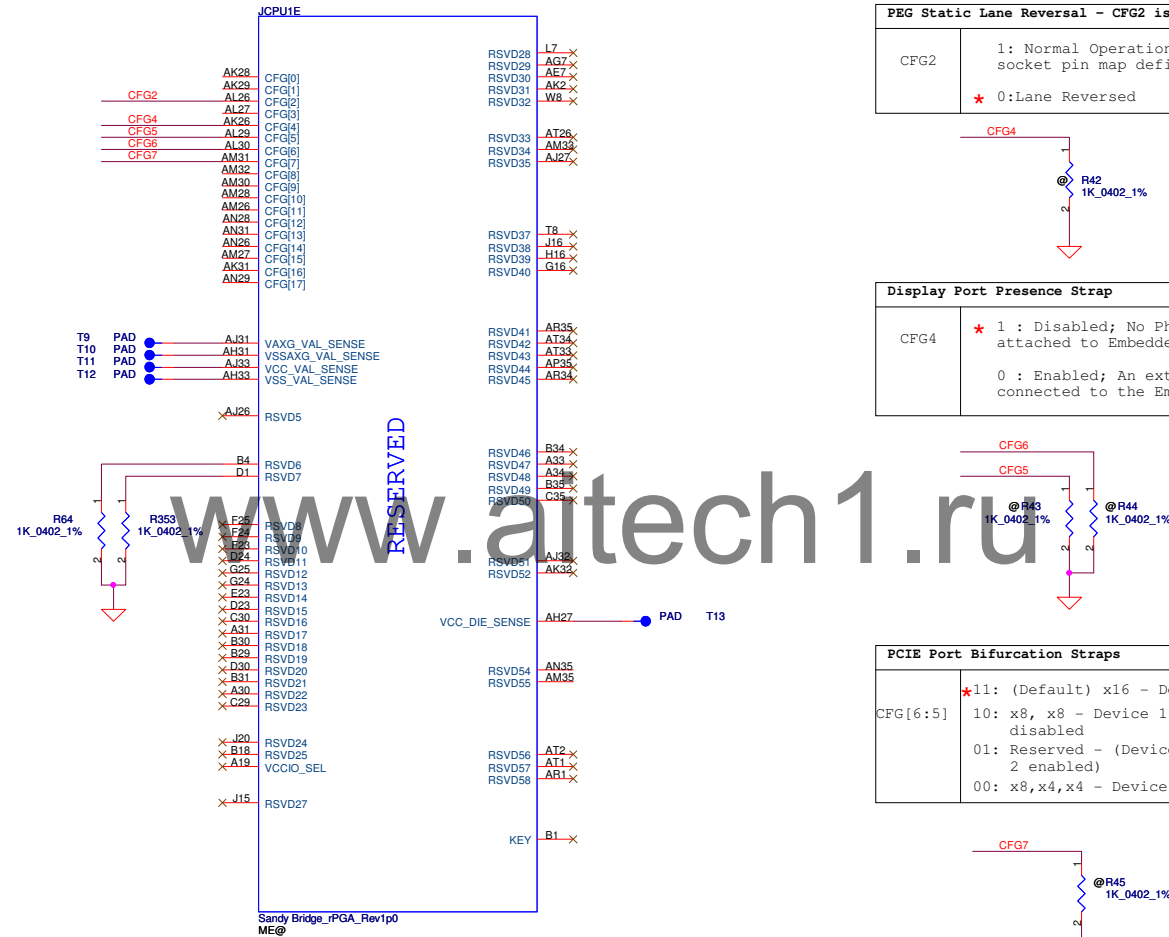 JCPU1E
CFG2
CFG4
CFG5
CFG6
CFG7
AK28 CFG[0]
AK29 CFG[1]
AL26 CFG[2]
AL27 CFG[3]
AK26 CFG[4]
AL29 CFG[5]
AL30 CFG[6]
AM31 CFG[7]
AM32 CFG[8]
AM30 CFG[9]
AM28 CFG[10]
AM26 CFG[11]
AN28 CFG[12]
AN31 CFG[13]
AN26 CFG[14]
AM27 CFG[15]
AK31 CFG[16]
AN29 CFG[17]
T9 PAD AJ31 VAXG_VAL_SENSE
T10 PAD AH31 VSSAXG_VAL_SENSE
T11 PAD AJ33 VCC_VAL_SENSE
T12 PAD AH33 VSS_VAL_SENSE
AJ26 RSVD5
B4 RSVD6
D1 RSVD7
R64
1K_0402_1%
1
2
R353
1K_0402_1%
1
2
F25 RSVD8
F24 RSVD9
F23 RSVD10
D24 RSVD11
G25 RSVD12
G24 RSVD13
E23 RSVD14
D23 RSVD15
C30 RSVD16
A31 RSVD17
B30 RSVD18
B29 RSVD19
D30 RSVD20
B31 RSVD21
A30 RSVD22
C29 RSVD23
J20 RSVD24
B18 RSVD25
A19 VCCIO_SEL
J15 RSVD27
RESERVED
RSVD28 L7
RSVD29 AG7
RSVD30 AE7
RSVD31 AK2
RSVD32 W8
RSVD33 AT26
RSVD34 AM33
RSVD35 AJ27
RSVD37 T8
RSVD38 J16
RSVD39 H16
RSVD40 G16
RSVD41 AR35
RSVD42 AT34
RSVD43 AT33
RSVD44 AP35
RSVD45 AR34
RSVD46 B34
RSVD47 A33
RSVD48 A34
RSVD49 B35
RSVD50 C35
RSVD51 AJ32
RSVD52 AK32
VCC_DIE_SENSE AH27 PAD T13
RSVD54 AN35
RSVD55 AM35
RSVD56 AT2
RSVD57 AT1
RSVD58 AR1
KEY B1
Sandy Bridge_rPGA_Rev1p0
ME@
www.aitech1.ru
PEG Static Lane Reversal - CFG2 is
CFG2
1: Normal Operation
socket pin map defi
* 0:Lane Reversed
CFG4
1
@ R42
1K_0402_1%
2
Display Port Presence Strap
CFG4
* 1 : Disabled; No Ph
attached to Embedde
0 : Enabled; An ext
connected to the Em
CFG6
CFG5
1
@R43
1K_0402_1%
2
1
@R44
1K_0402_1%
2
PCIE Port Bifurcation Straps
CFG[6:5]
*11: (Default) x16 - De
10: x8, x8 - Device 1
disabled
01: Reserved - (Device
2 enabled)
00: x8,x4,x4 - Device
CFG7
1
@R45
1K_0402_1%
2